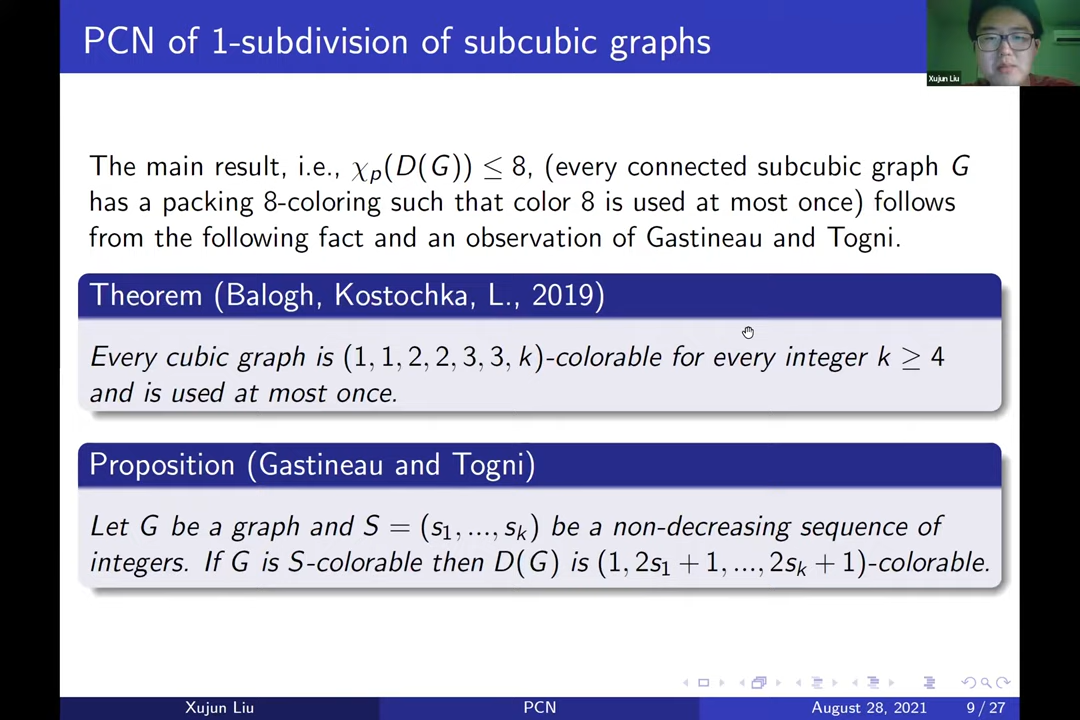 PCN of 1-subdivision of subcubic graphs
Xujun Liu
The main result, i.e., χₚ(D(G)) ≤ 8, (every connected subcubic graph G
has a packing 8-coloring such that color 8 is used at most once) follows
from the following fact and an observation of Gastineau and Togni.
Theorem (Balogh, Kostochka, L., 2019)
Every cubic graph is (1, 1, 2, 2, 3, 3, k)-colorable for every integer k ≥ 4
and is used at most once.
Proposition (Gastineau and Togni)
Let G be a graph and S = (s₁, ..., sₖ) be a non-decreasing sequence of
integers. If G is S-colorable then D(G) is (1, 2s₁ + 1, ..., 2sₖ + 1)-colorable.
Xujun Liu PCN August 28, 2021 9 / 27